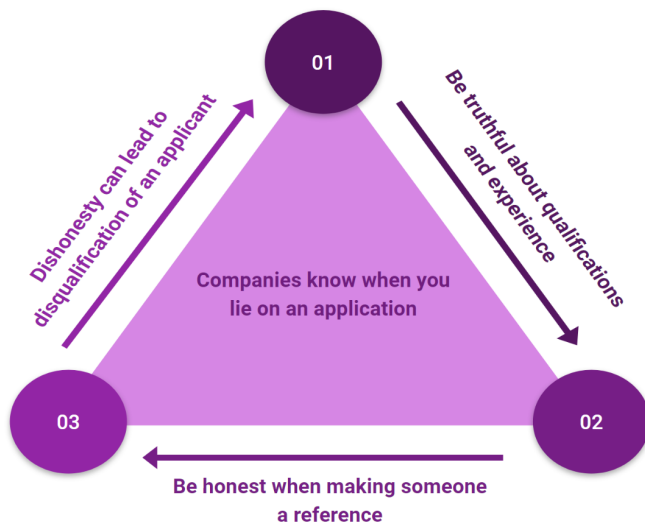 01
Be truthful about qualifications
and experience
02
Be honest when making someone
a reference
03
Dishonesty can lead to
disqualification of an applicant
Companies know when you
lie on an application